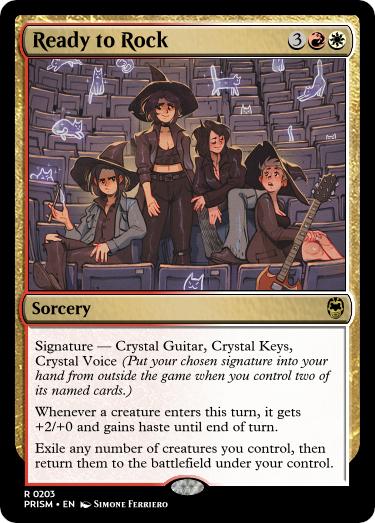 Ready to Rock 3
Sorcery
Signature — Crystal Guitar, Crystal Keys,
Crystal Voice (Put your chosen signature into your
hand from outside the game when you control two of
its named cards.)
Whenever a creature enters this turn, it gets
+2/+0 and gains haste until end of turn.
Exile any number of creatures you control, then
return them to the battlefield under your control.
R 0203
PRISM • EN Simone Ferriero